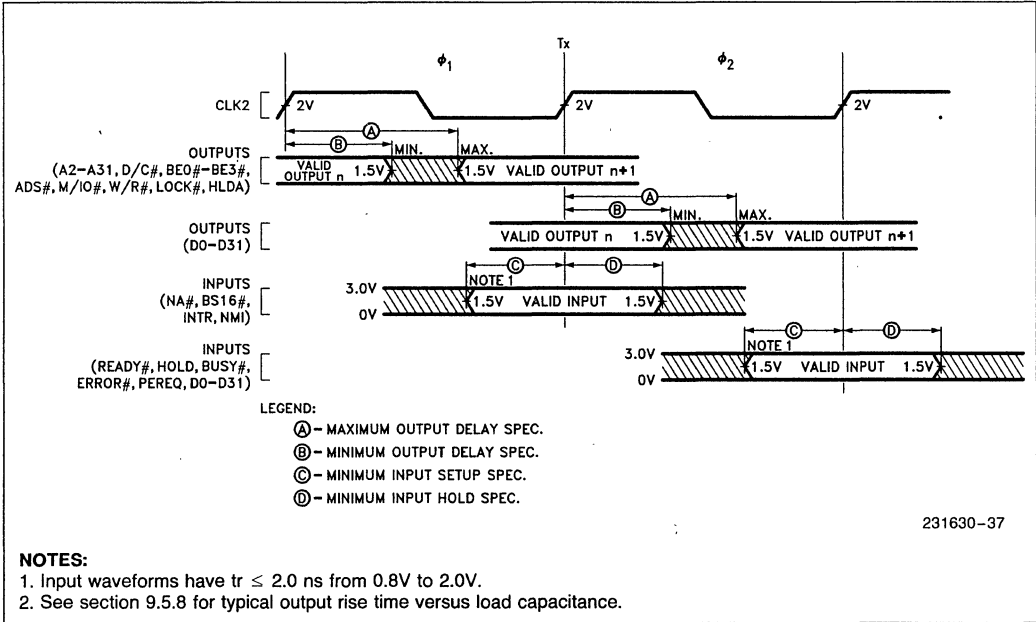 Tx
ϕ1 ϕ2
CLK2 2V 2V 2V
Ⓐ
Ⓑ MIN. MAX.
OUTPUTS
(A2–A31, D/C#, BE0#–BE3#,
ADS#, M/IO#, W/R#, LOCK#, HLDA)
VALID OUTPUT n 1.5V 1.5V VALID OUTPUT n+1
Ⓐ
Ⓑ MIN. MAX.
OUTPUTS
(D0–D31)
VALID OUTPUT n 1.5V 1.5V VALID OUTPUT n+1
Ⓒ Ⓓ
NOTE 1
INPUTS
(NA#, BS16#,
INTR, NMI)
3.0V
0V
1.5V VALID INPUT 1.5V
Ⓒ Ⓓ
NOTE 1
INPUTS
(READY#, HOLD, BUSY#,
ERROR#, PEREQ, D0–D31)
3.0V
0V
1.5V VALID INPUT 1.5V
LEGEND:
Ⓐ – MAXIMUM OUTPUT DELAY SPEC.
Ⓑ – MINIMUM OUTPUT DELAY SPEC.
Ⓒ – MINIMUM INPUT SETUP SPEC.
Ⓓ – MINIMUM INPUT HOLD SPEC.
231630–37
NOTES:
1. Input waveforms have tr ≤ 2.0 ns from 0.8V to 2.0V.
2. See section 9.5.8 for typical output rise time versus load capacitance.